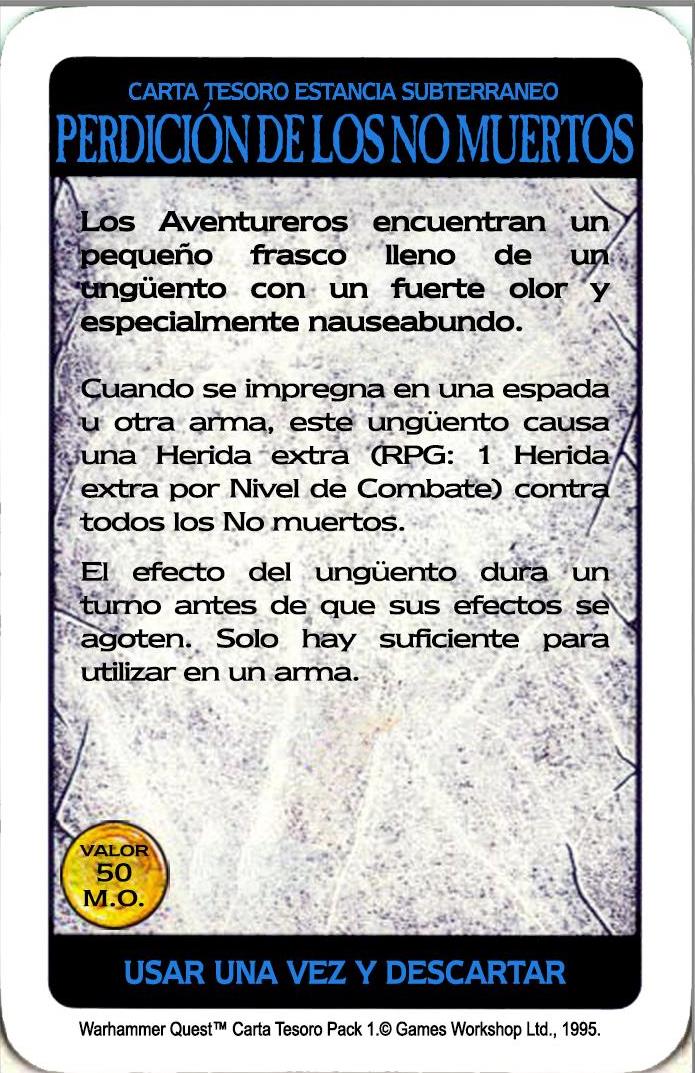 CARTA TESORO ESTANCIA SUBTERRANEO
PERDICIÓN DE LOS NO MUERTOS
Los Aventureros encuentran un
pequeño frasco lleno de un
ungüento con un fuerte olor y
especialmente nauseabundo.
Cuando se impregna en una espada
u otra arma, este ungüento causa
una Herida extra (RPG: 1 Herida
extra por Nivel de Combate) contra
todos los No muertos.
El efecto del ungüento dura un
turno antes de que sus efectos se
agoten. Solo hay suficiente para
utilizar en un arma.
VALOR
50
M.O.
USAR UNA VEZ Y DESCARTAR
Warhammer Quest™ Carta Tesoro Pack 1.© Games Workshop Ltd., 1995.